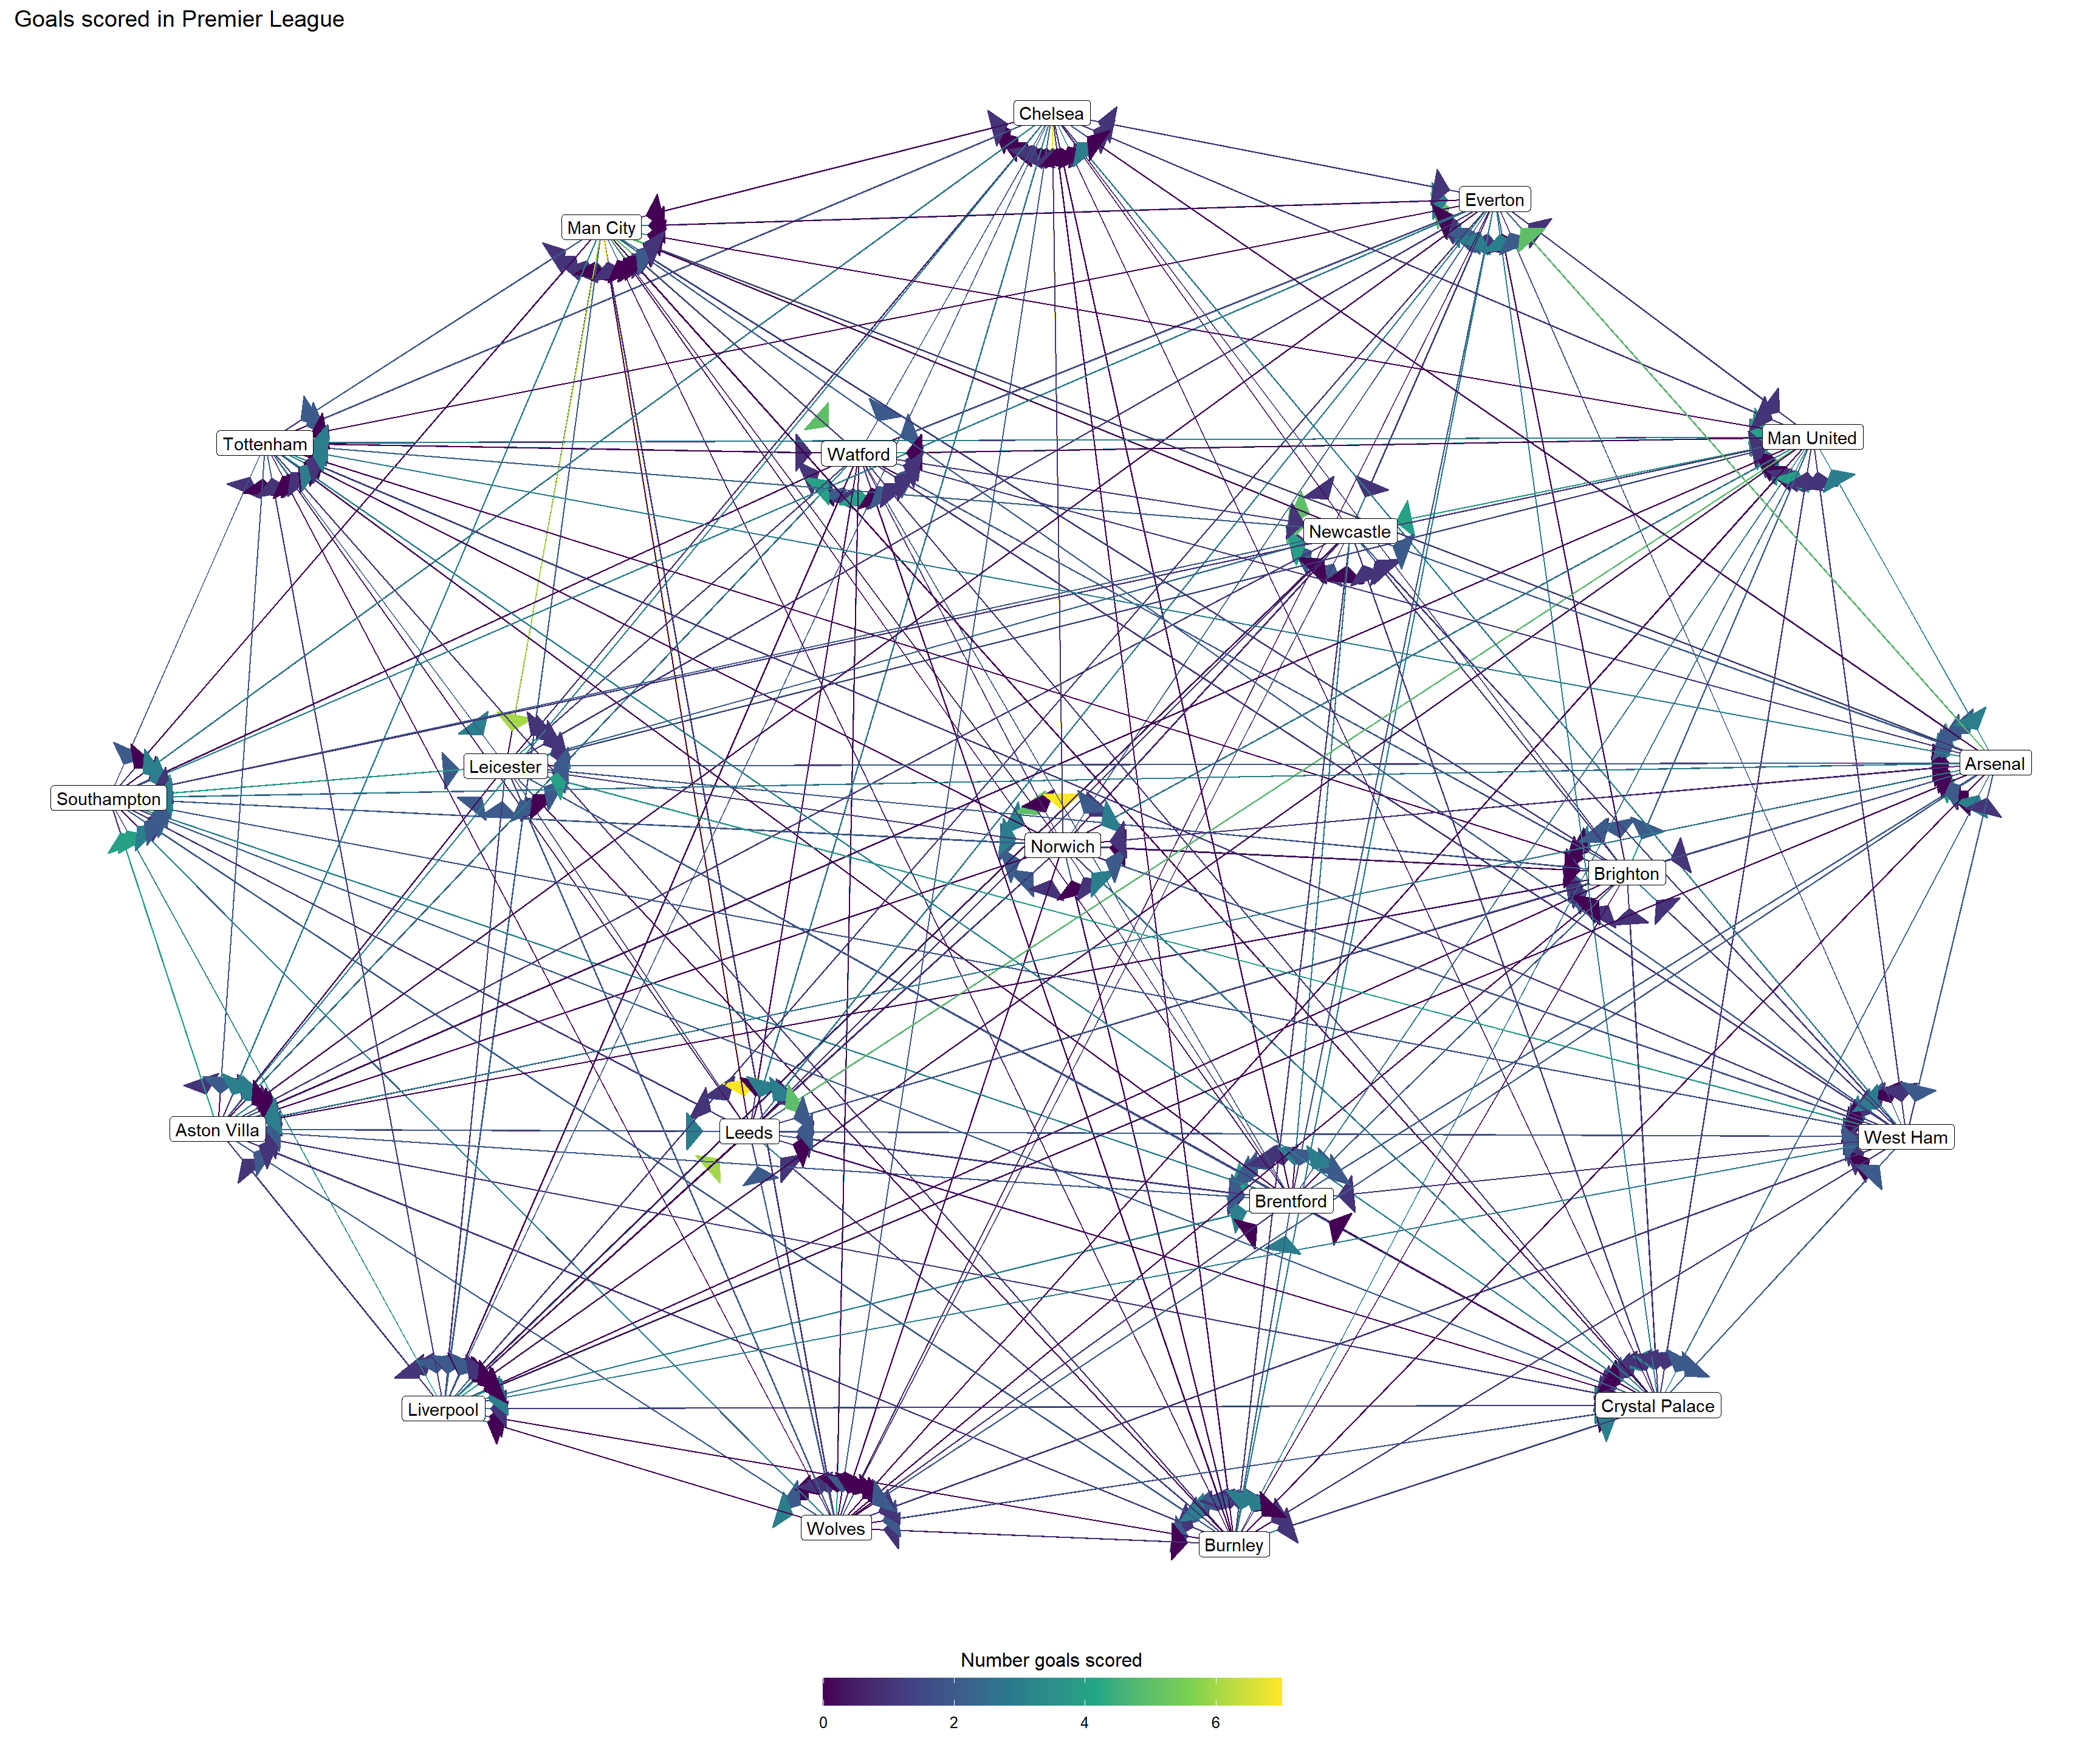 Goals scored in Premier League
Chelsea
Everton
Man City
Man United
Tottenham
Watford
Newcastle
Arsenal
Leicester
Southampton
Norwich
Brighton
Aston Villa
Leeds
West Ham
Brentford
Crystal Palace
Liverpool
Wolves
Burnley
Number goals scored
0 2 4 6